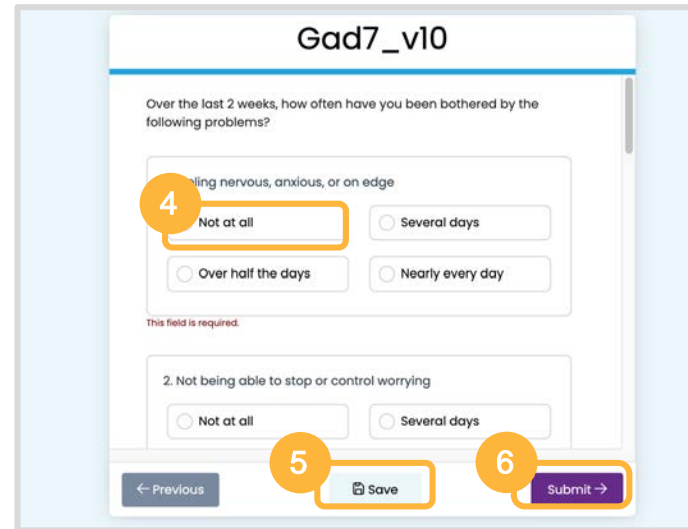 Gad7_v10
Over the last 2 weeks, how often have you been bothered by the
following problems?
nervous, anxious, or on edge
4
Not at all
Several days
Over half the days
Nearly every day
This field is required.
2. Not being able to stop or control worrying
Not at all
Several days
5
6
← Previous
Save
Submit →